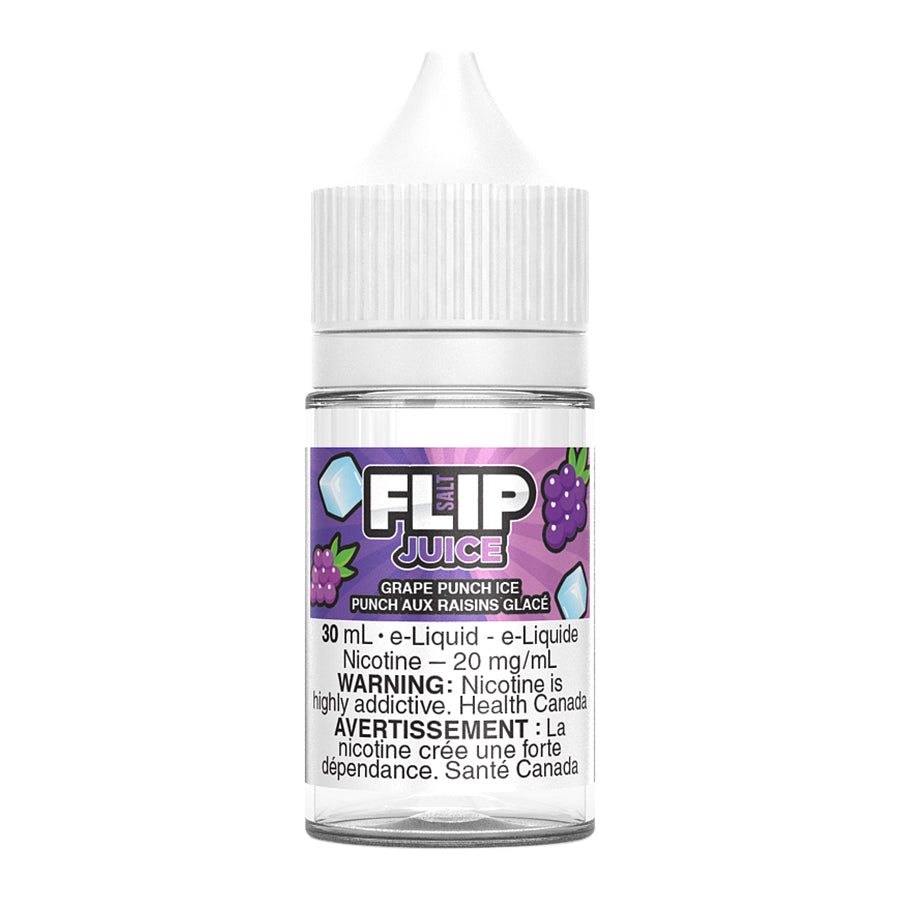 FLIP
SALT
JUICE
GRAPE PUNCH ICE
PUNCH AUX RAISINS GLACÉ
30 mL • e-Liquid - e-Liquide
Nicotine — 20 mg/mL
WARNING: Nicotine is
highly addictive. Health Canada
AVERTISSEMENT : La
nicotine crée une forte
dépendance. Santé Canada